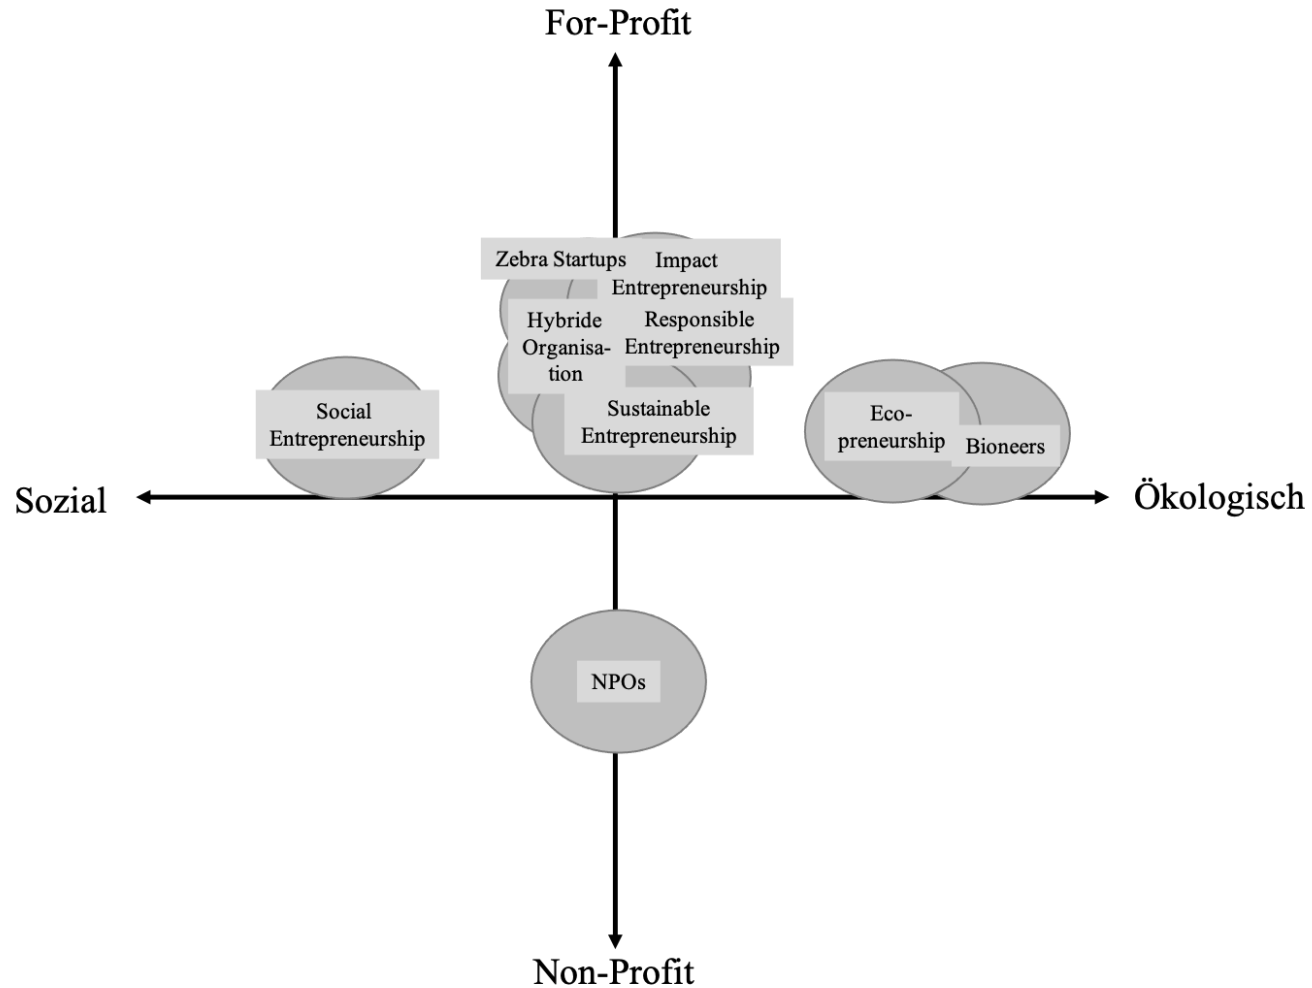 For-Profit
Zebra Startups
Impact
Entrepreneurship
Hybride
Organisa-
tion
Responsible
Entrepreneurship
Social
Entrepreneurship
Sustainable
Entrepreneurship
Eco-
preneurship
Bioneers
Sozial
Ökologisch
NPOs
Non-Profit